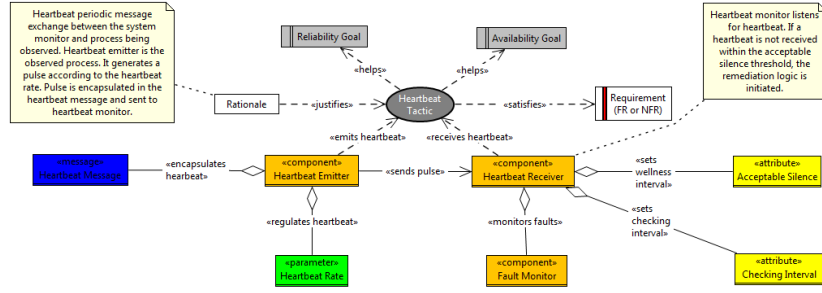 Heartbeat periodic message
exchange between the system
monitor and process being
observed. Heartbeat emitter is the
observed process. It generates a
pulse according to the heartbeat
rate. Pulse is encapsulated in the
heartbeat message and sent to
heartbeat monitor.
Reliability Goal
Availability Goal
Heartbeat monitor listens
for heartbeat. If a
heartbeat is not received
within the acceptable
silence threshold, the
remediation logic is
initiated.
«helps»
«helps»
Rationale
«justifies»
Heartbeat
Tactic
«satisfies»
Requirement
(FR or NFR)
«emits heartbeat»
«receives heartbeat»
«message»
Heartbeat Message
«encapsulates
hearbeat»
«component»
Heartbeat Emitter
«sends pulse»
«component»
Heartbeat Receiver
«sets
wellness
interval»
«attribute»
Acceptable Silence
«regulates heartbeat»
«monitors faults»
«sets
checking
interval»
«parameter»
Heartbeat Rate
«component»
Fault Monitor
«attribute»
Checking Interval